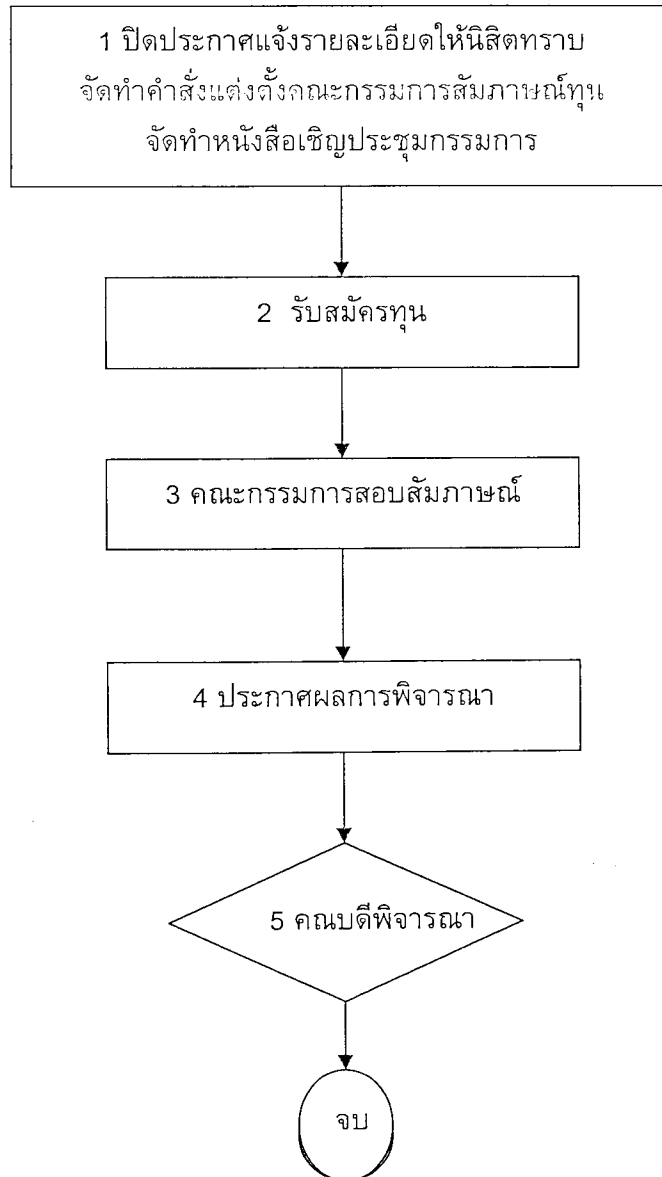 1 ปิดประกาศแจ้งรายละเอียดให้นิสิตทราบ
จัดทำคำสั่งแต่งตั้งคณะกรรมการสัมภาษณ์ทุน
จัดทำหนังสือเชิญประชุมกรรมการ
2 รับสมัครทุน
3 คณะกรรมการสอบสัมภาษณ์
4 ประกาศผลการพิจารณา
5 คณบดีพิจารณา
จบ